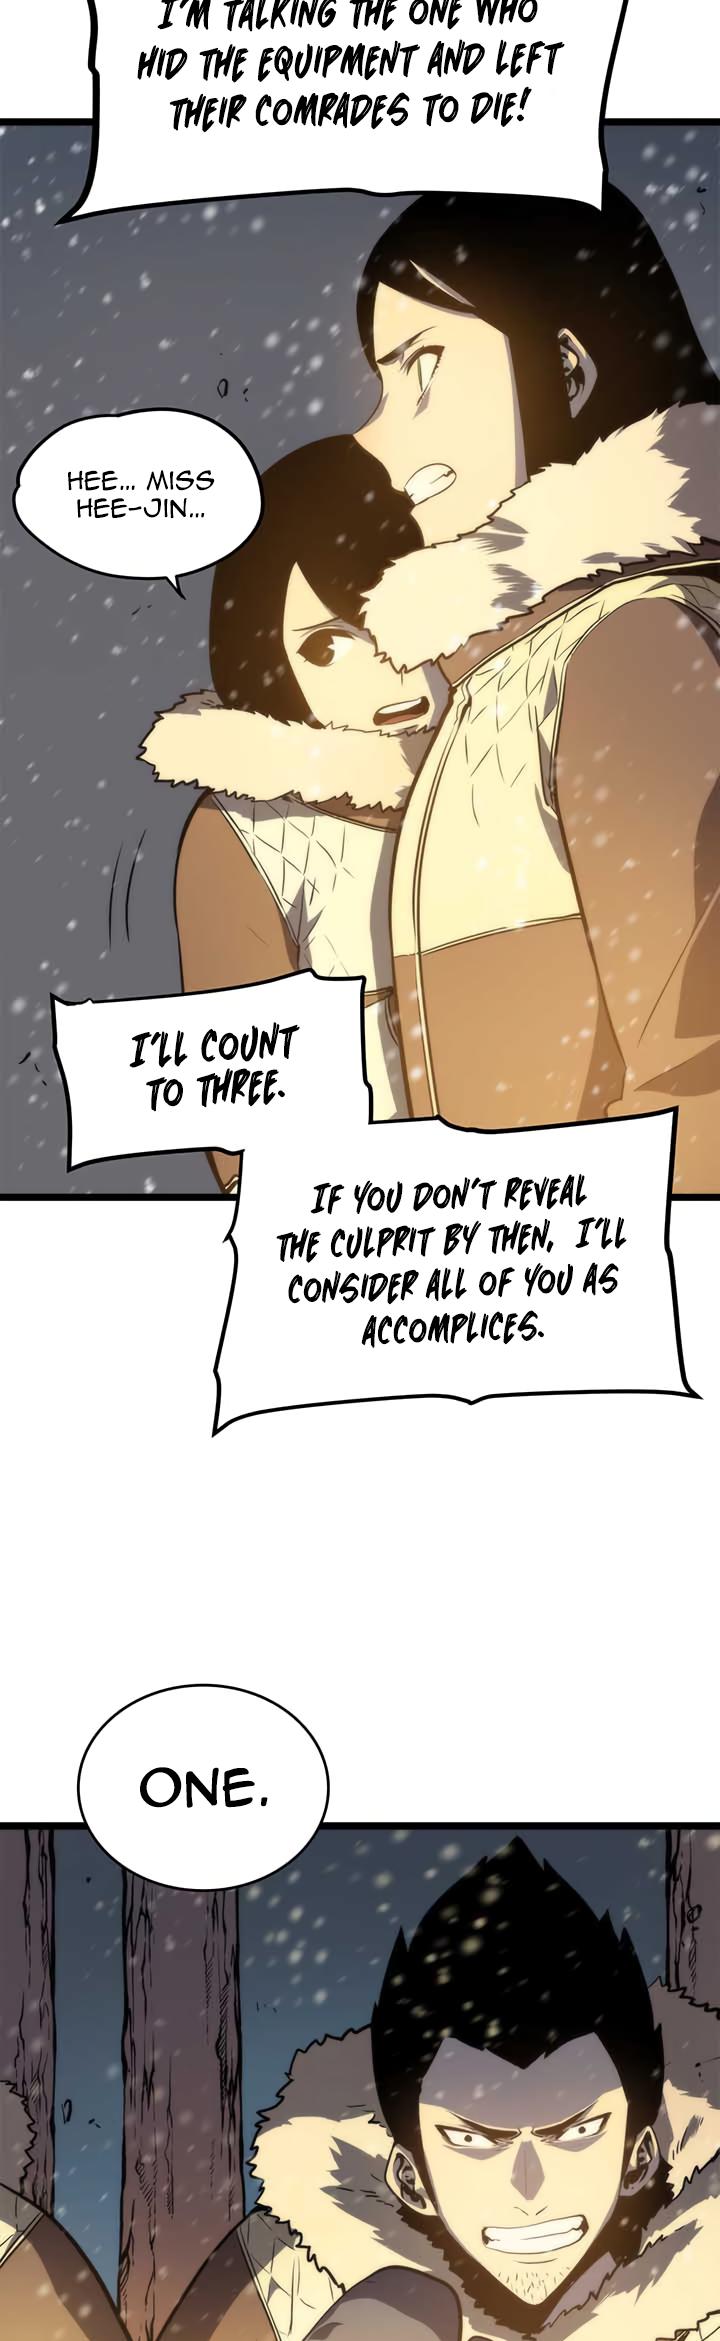 I'M TALKING THE ONE WHO
HID THE EQUIPMENT AND LEFT
THEIR COMRADES TO DIE!
HEE... MISS
HEE-JIN...
I'LL COUNT
TO THREE.
IF YOU DON'T REVEAL
THE CULPRIT BY THEN, I'LL
CONSIDER ALL OF YOU AS
ACCOMPLICES.
ONE.